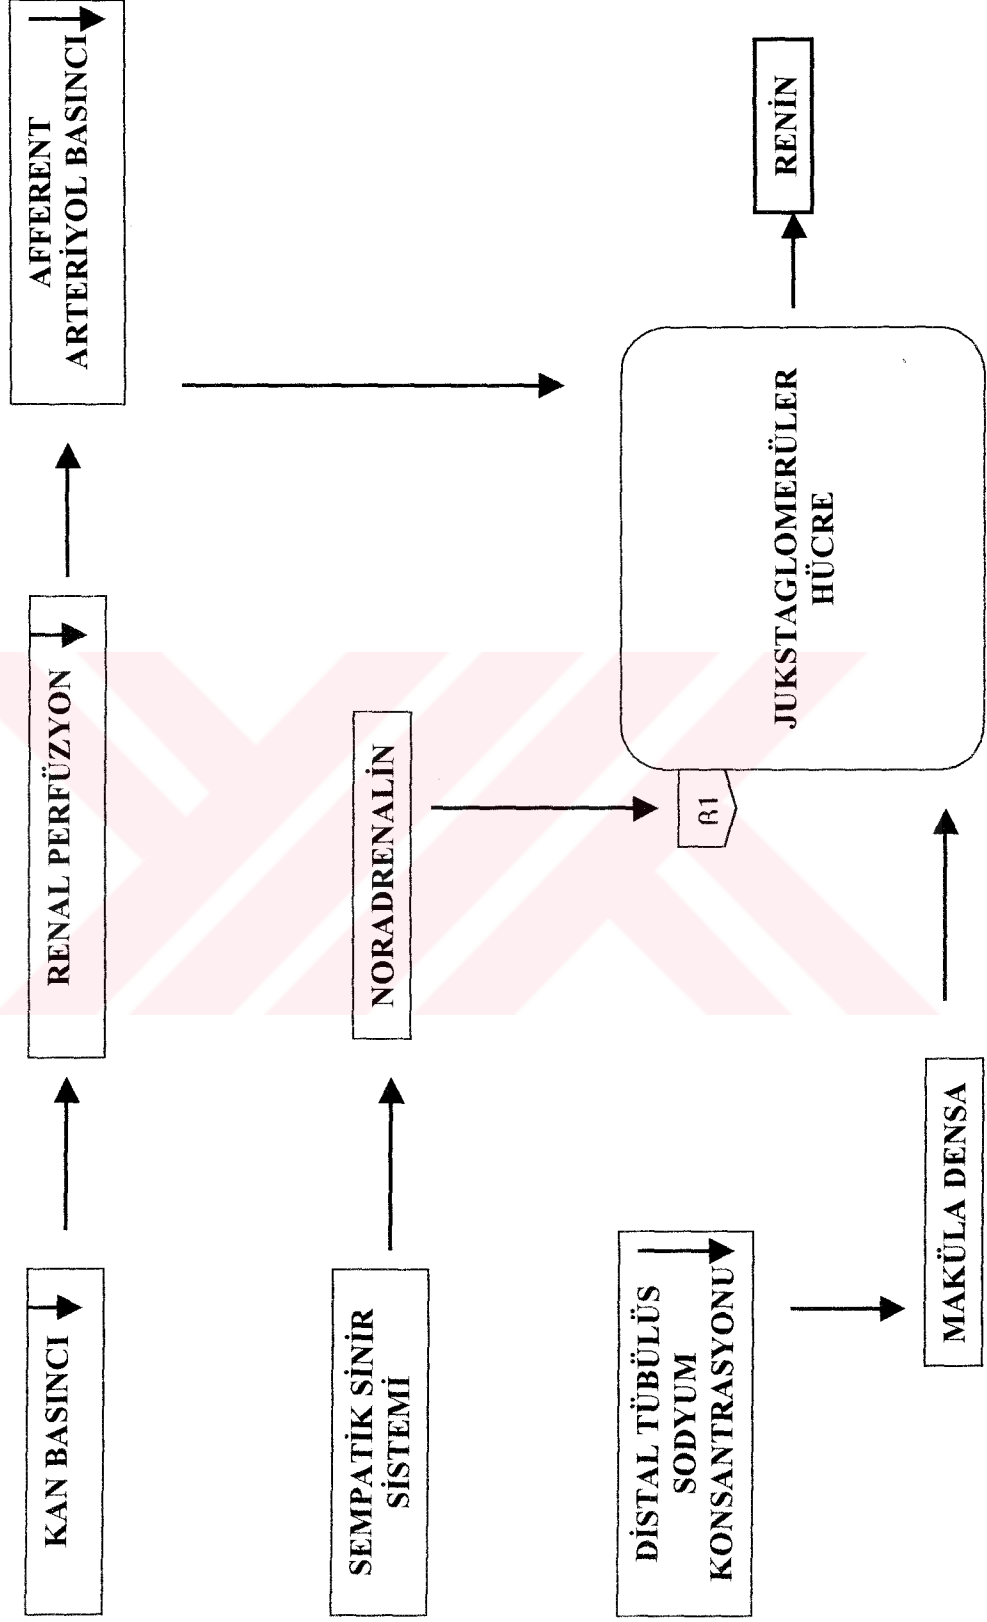 KAN BASINCI
RENAL PERFÜZYON
AFFERENT
ARTERİYOL BASINCI
SEMPATİK SİNİR
SİSTEMİ
NORADRENALİN
β1
DİSTAL TÜBÜLÜS
SODYUM
KONSANTRASYONU
MAKÜLA DENSA
JUKSTAGLOMERÜLER
HÜCRE
RENİN